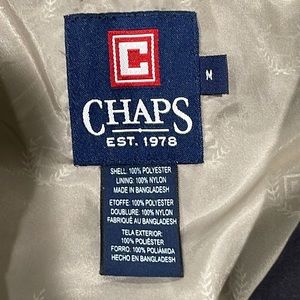 C
M
CHAPS
EST. 1978
SHELL: 100% POLYESTER
LINING: 100% NYLON
MADE IN BANGLADESH
ETOFFE: 100% POLYESTER
DOUBLURE: 100% NYLON
FABRIQUÉ AU BANGLADESH
TELA EXTERIOR:
100% POLIÉSTER
FORRO: 100% POLIAMIDA
HECHO EN BANGLADESH